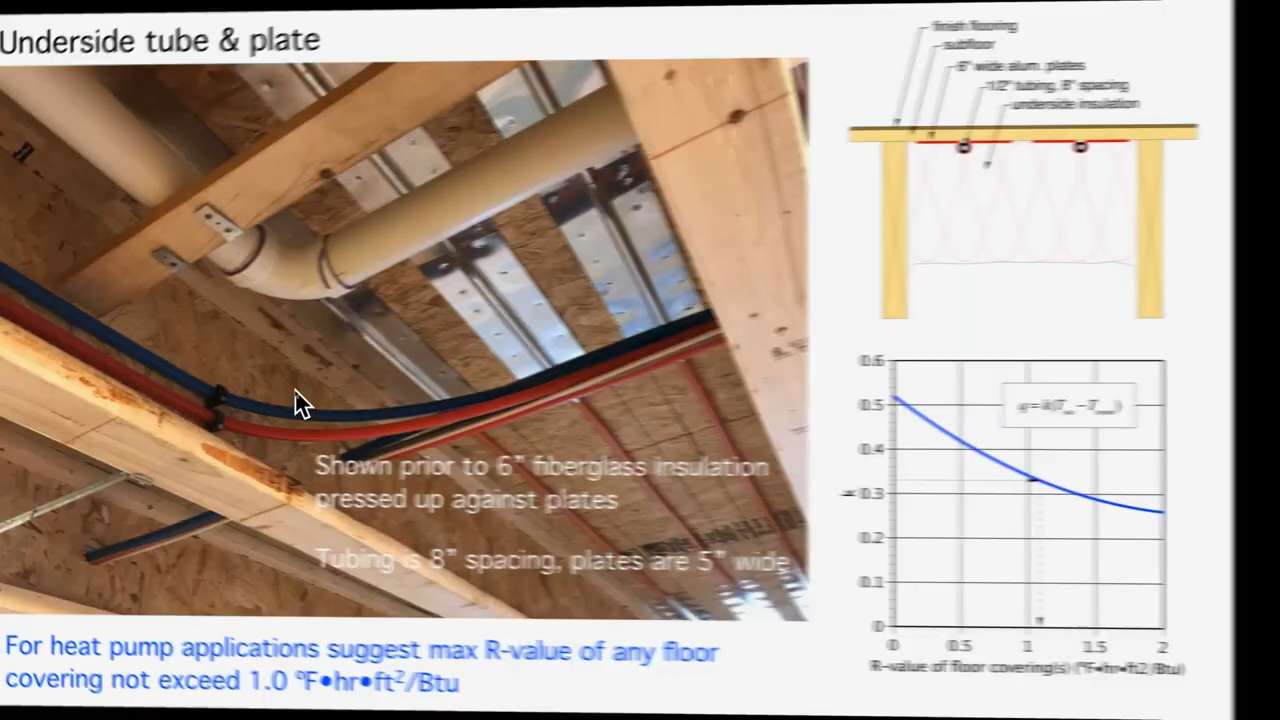 Underside tube & plate
Shown prior to 6" fiberglass insulation
pressed up against plates
Tubing is 8" spacing, plates are 5" wide
For heat pump applications suggest max R-value of any floor
covering not exceed 1.0 ºF•hr•ft²/Btu
finish flooring
subfloor
6" wide alum. plates
1/2" tubing, 8" spacing
underside insulation
0.6
0.5
0.4
0.3
0.2
0.1
0
k
0 0.5 1 1.5 2
R-value of floor covering(s) (ºF•hr•ft2/Btu)